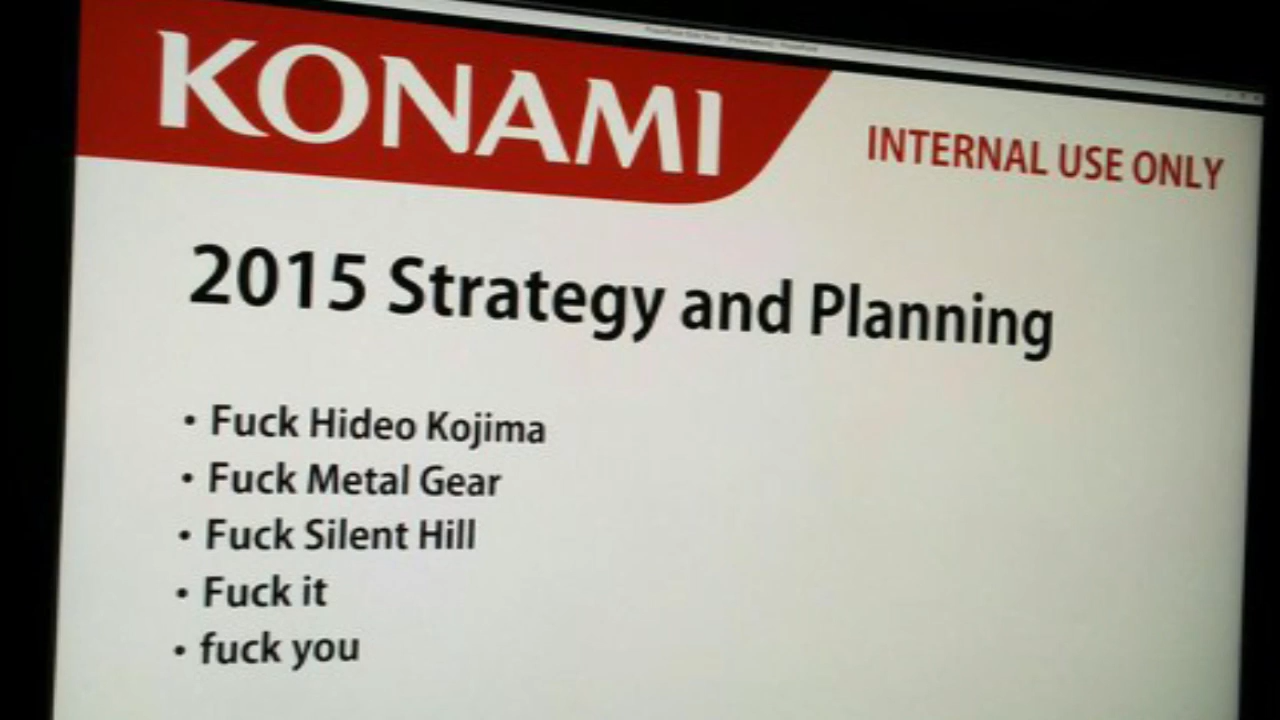 KONAMI
INTERNAL USE ONLY
2015 Strategy and Planning
• Fuck Hideo Kojima
• Fuck Metal Gear
• Fuck Silent Hill
• Fuck it
• fuck you